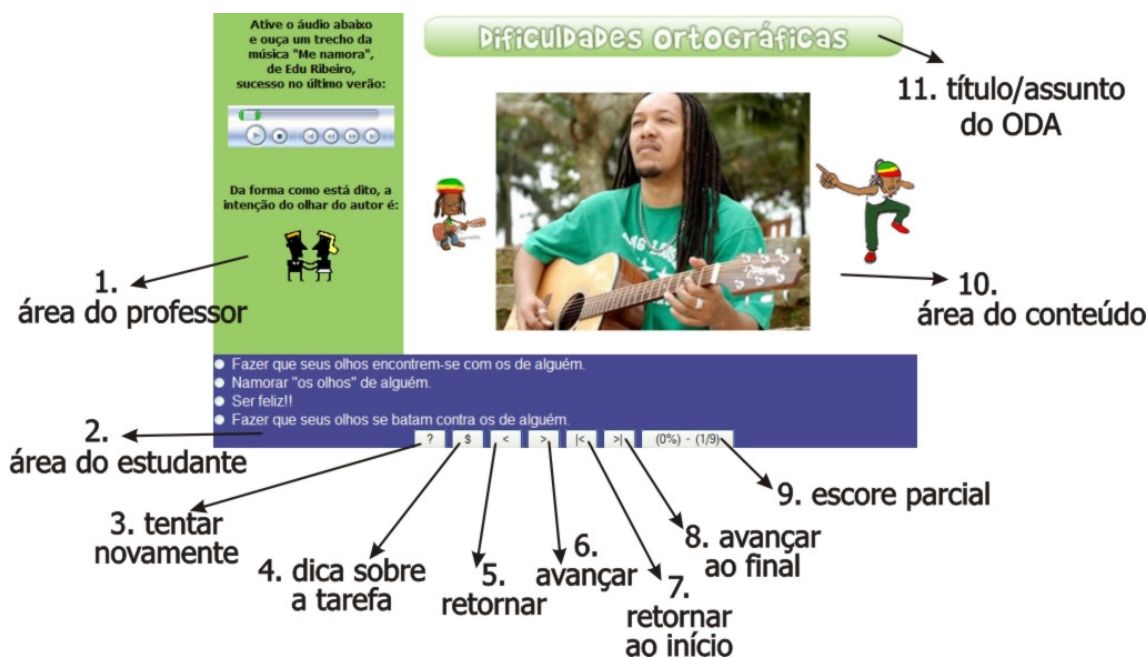 Ative o áudio abaixo
e ouça um trecho da
música "Me namora",
de Edu Ribeiro,
sucesso no último verão:
Da forma como está dito, a
intenção do olhar do autor é:
Dificuldades Ortográficas
11. título/assunto
do ODA
1.
área do professor
10.
área do conteúdo
Fazer que seus olhos encontrem-se com os de alguém.
Namorar "os olhos" de alguém.
Ser feliz!!
Fazer que seus olhos se batam contra os de alguém.
? $ < > |< >| (0%) - (1/9)
2.
área do estudante
3. tentar
novamente
4. dica sobre
a tarefa
5.
retornar
6.
avançar
7.
retornar
ao início
8. avançar
ao final
9. escore parcial